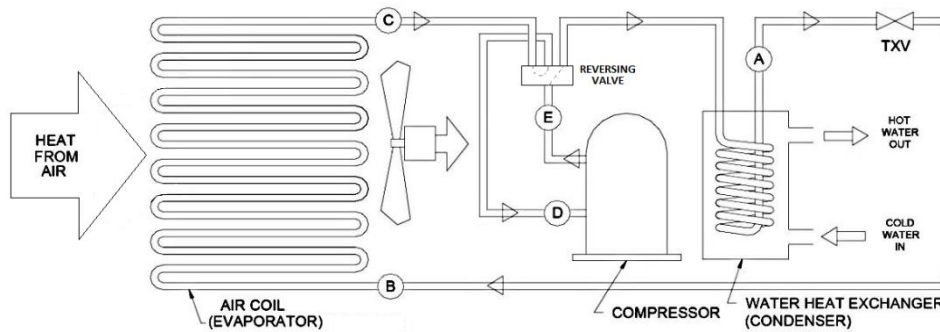 C
A
TXV
REVERSING
VALVE
HEAT
FROM
AIR
E
HOT
WATER
OUT
D
COLD
WATER
IN
B
AIR COIL
(EVAPORATOR)
COMPRESSOR
WATER HEAT EXCHANGER
(CONDENSER)